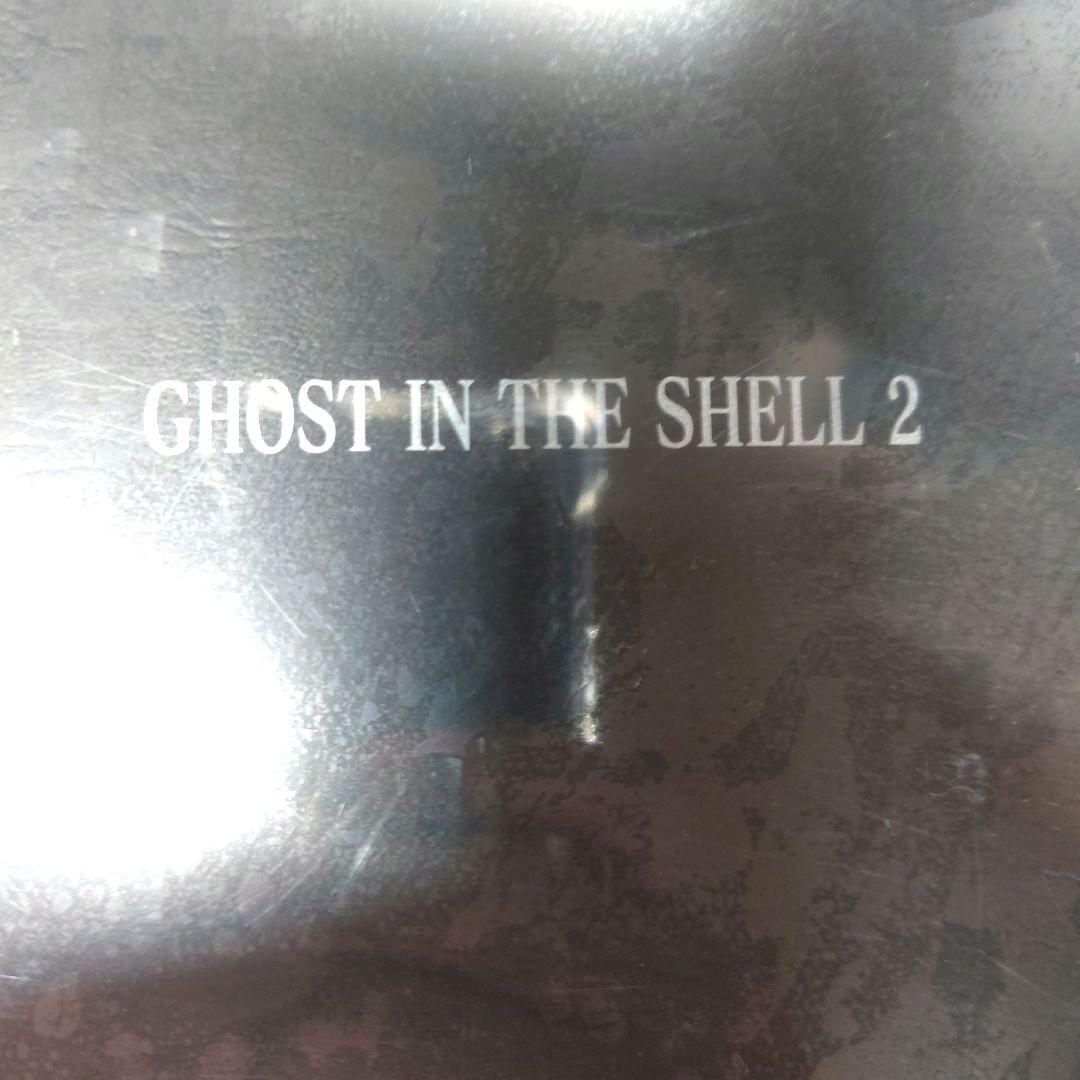 GHOST IN THE SHELL 2